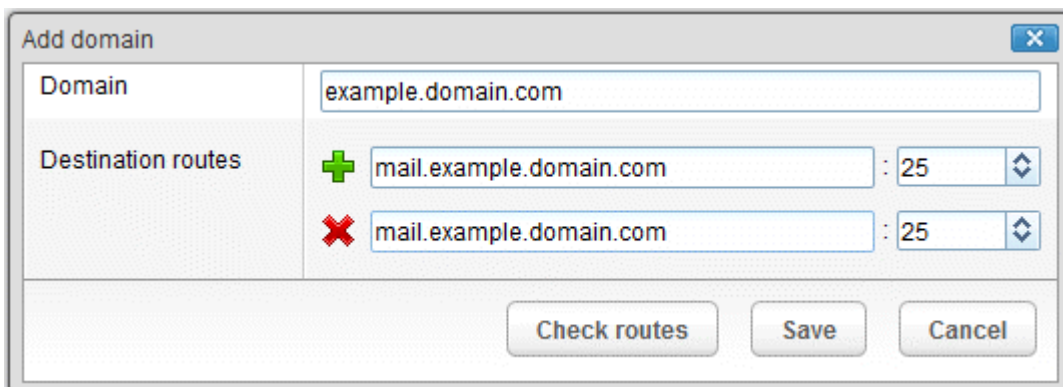 Add domain
Domain example.domain.com
Destination routes mail.example.domain.com : 25
mail.example.domain.com : 25
Check routes Save Cancel